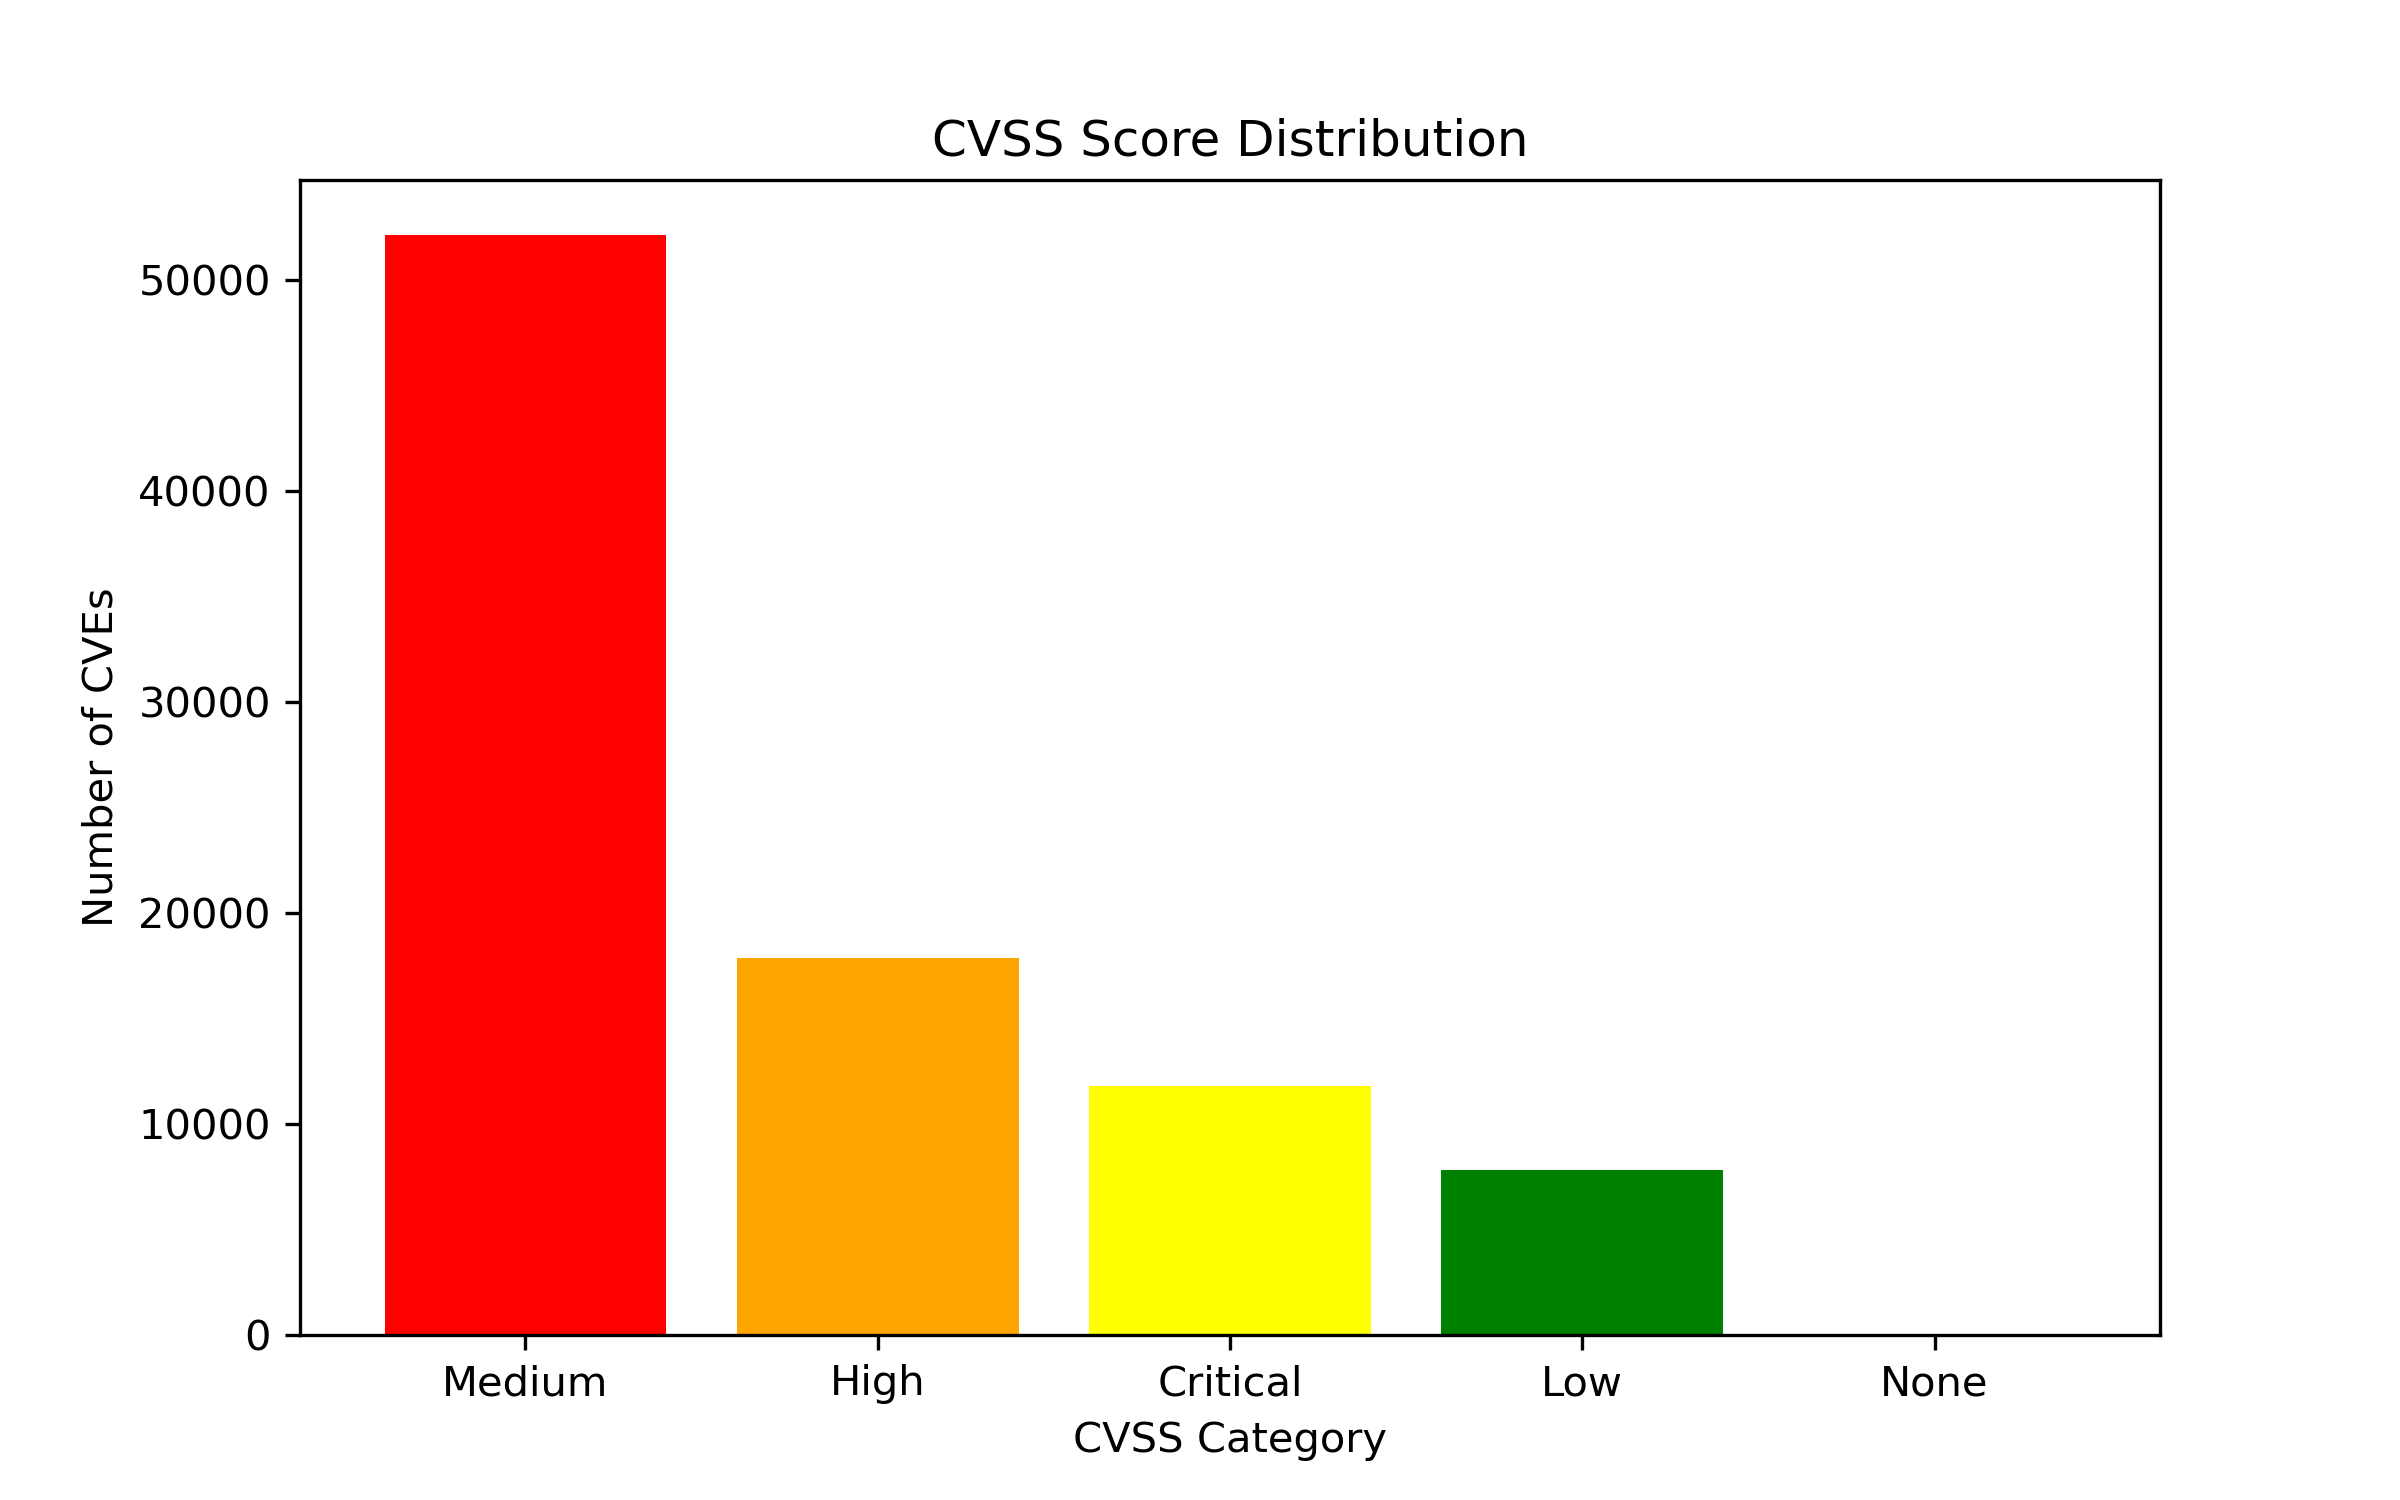 CVSS Score Distribution
Number of CVEs
50000
40000
30000
20000
10000
0
Medium
High
Critical
Low
None
CVSS Category